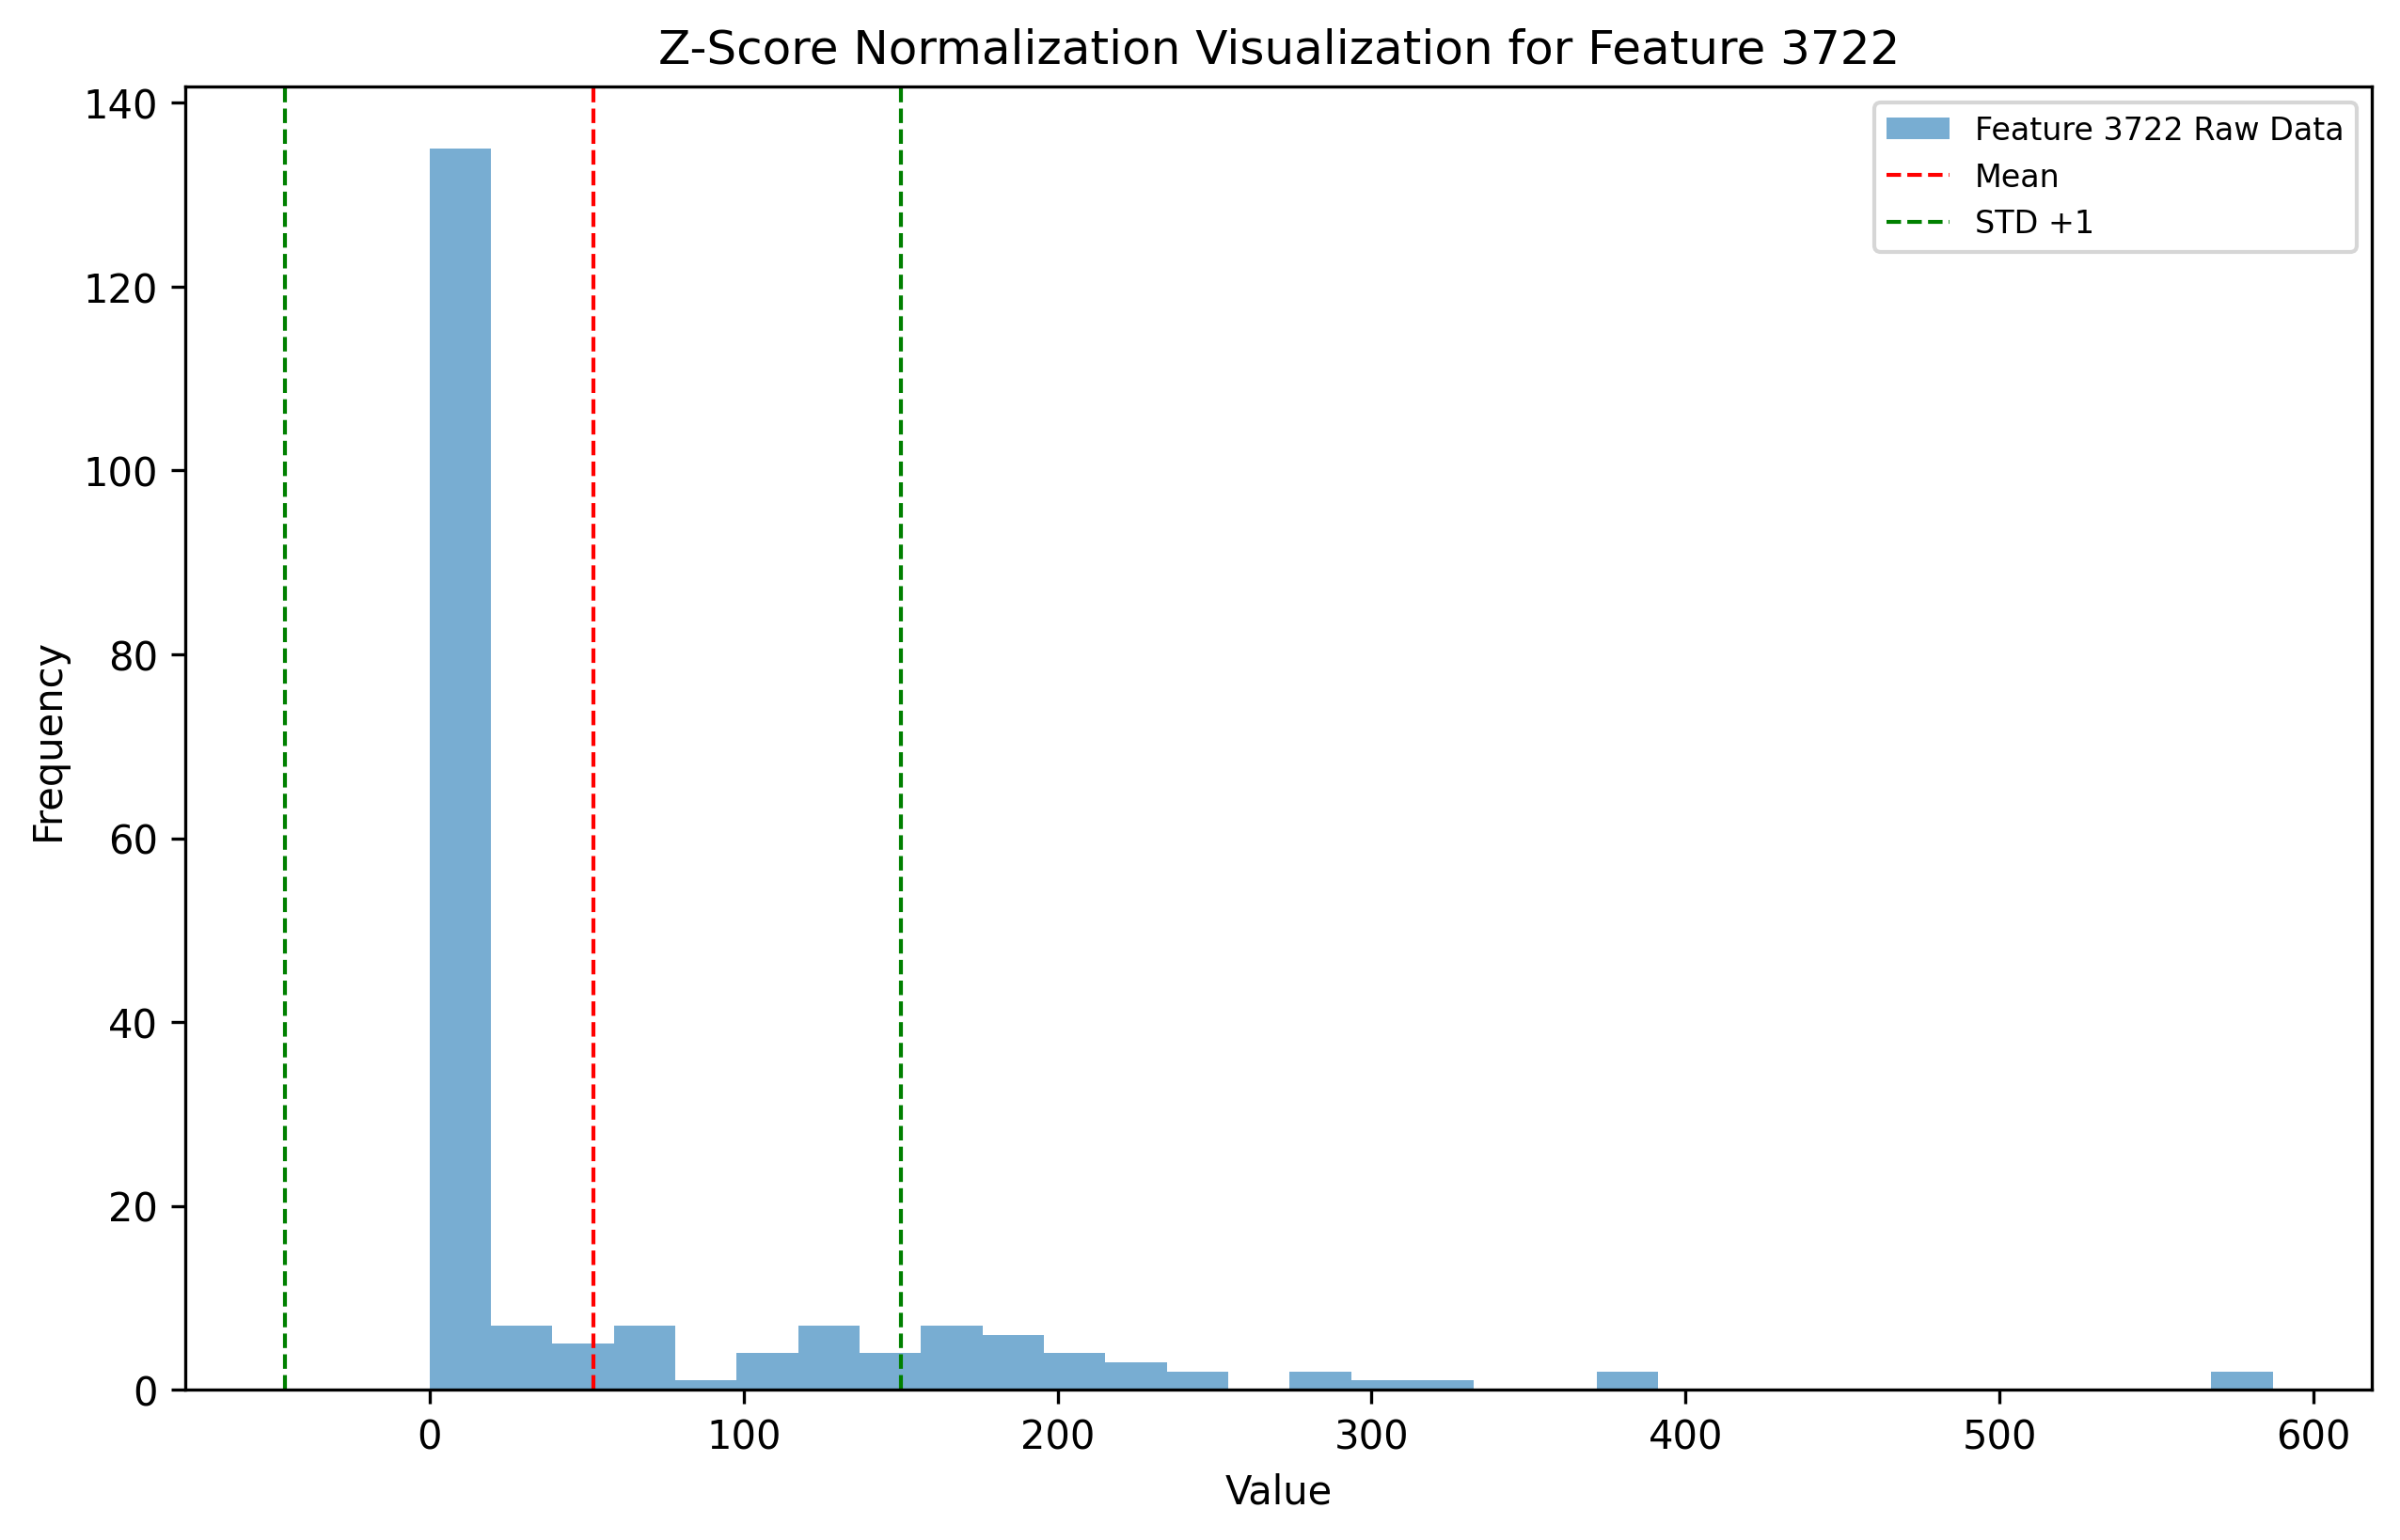 Z-Score Normalization Visualization for Feature 3722
Feature 3722 Raw Data
Mean
STD +1
140
120
100
80
60
40
20
0
Frequency
0 100 200 300 400 500 600
Value